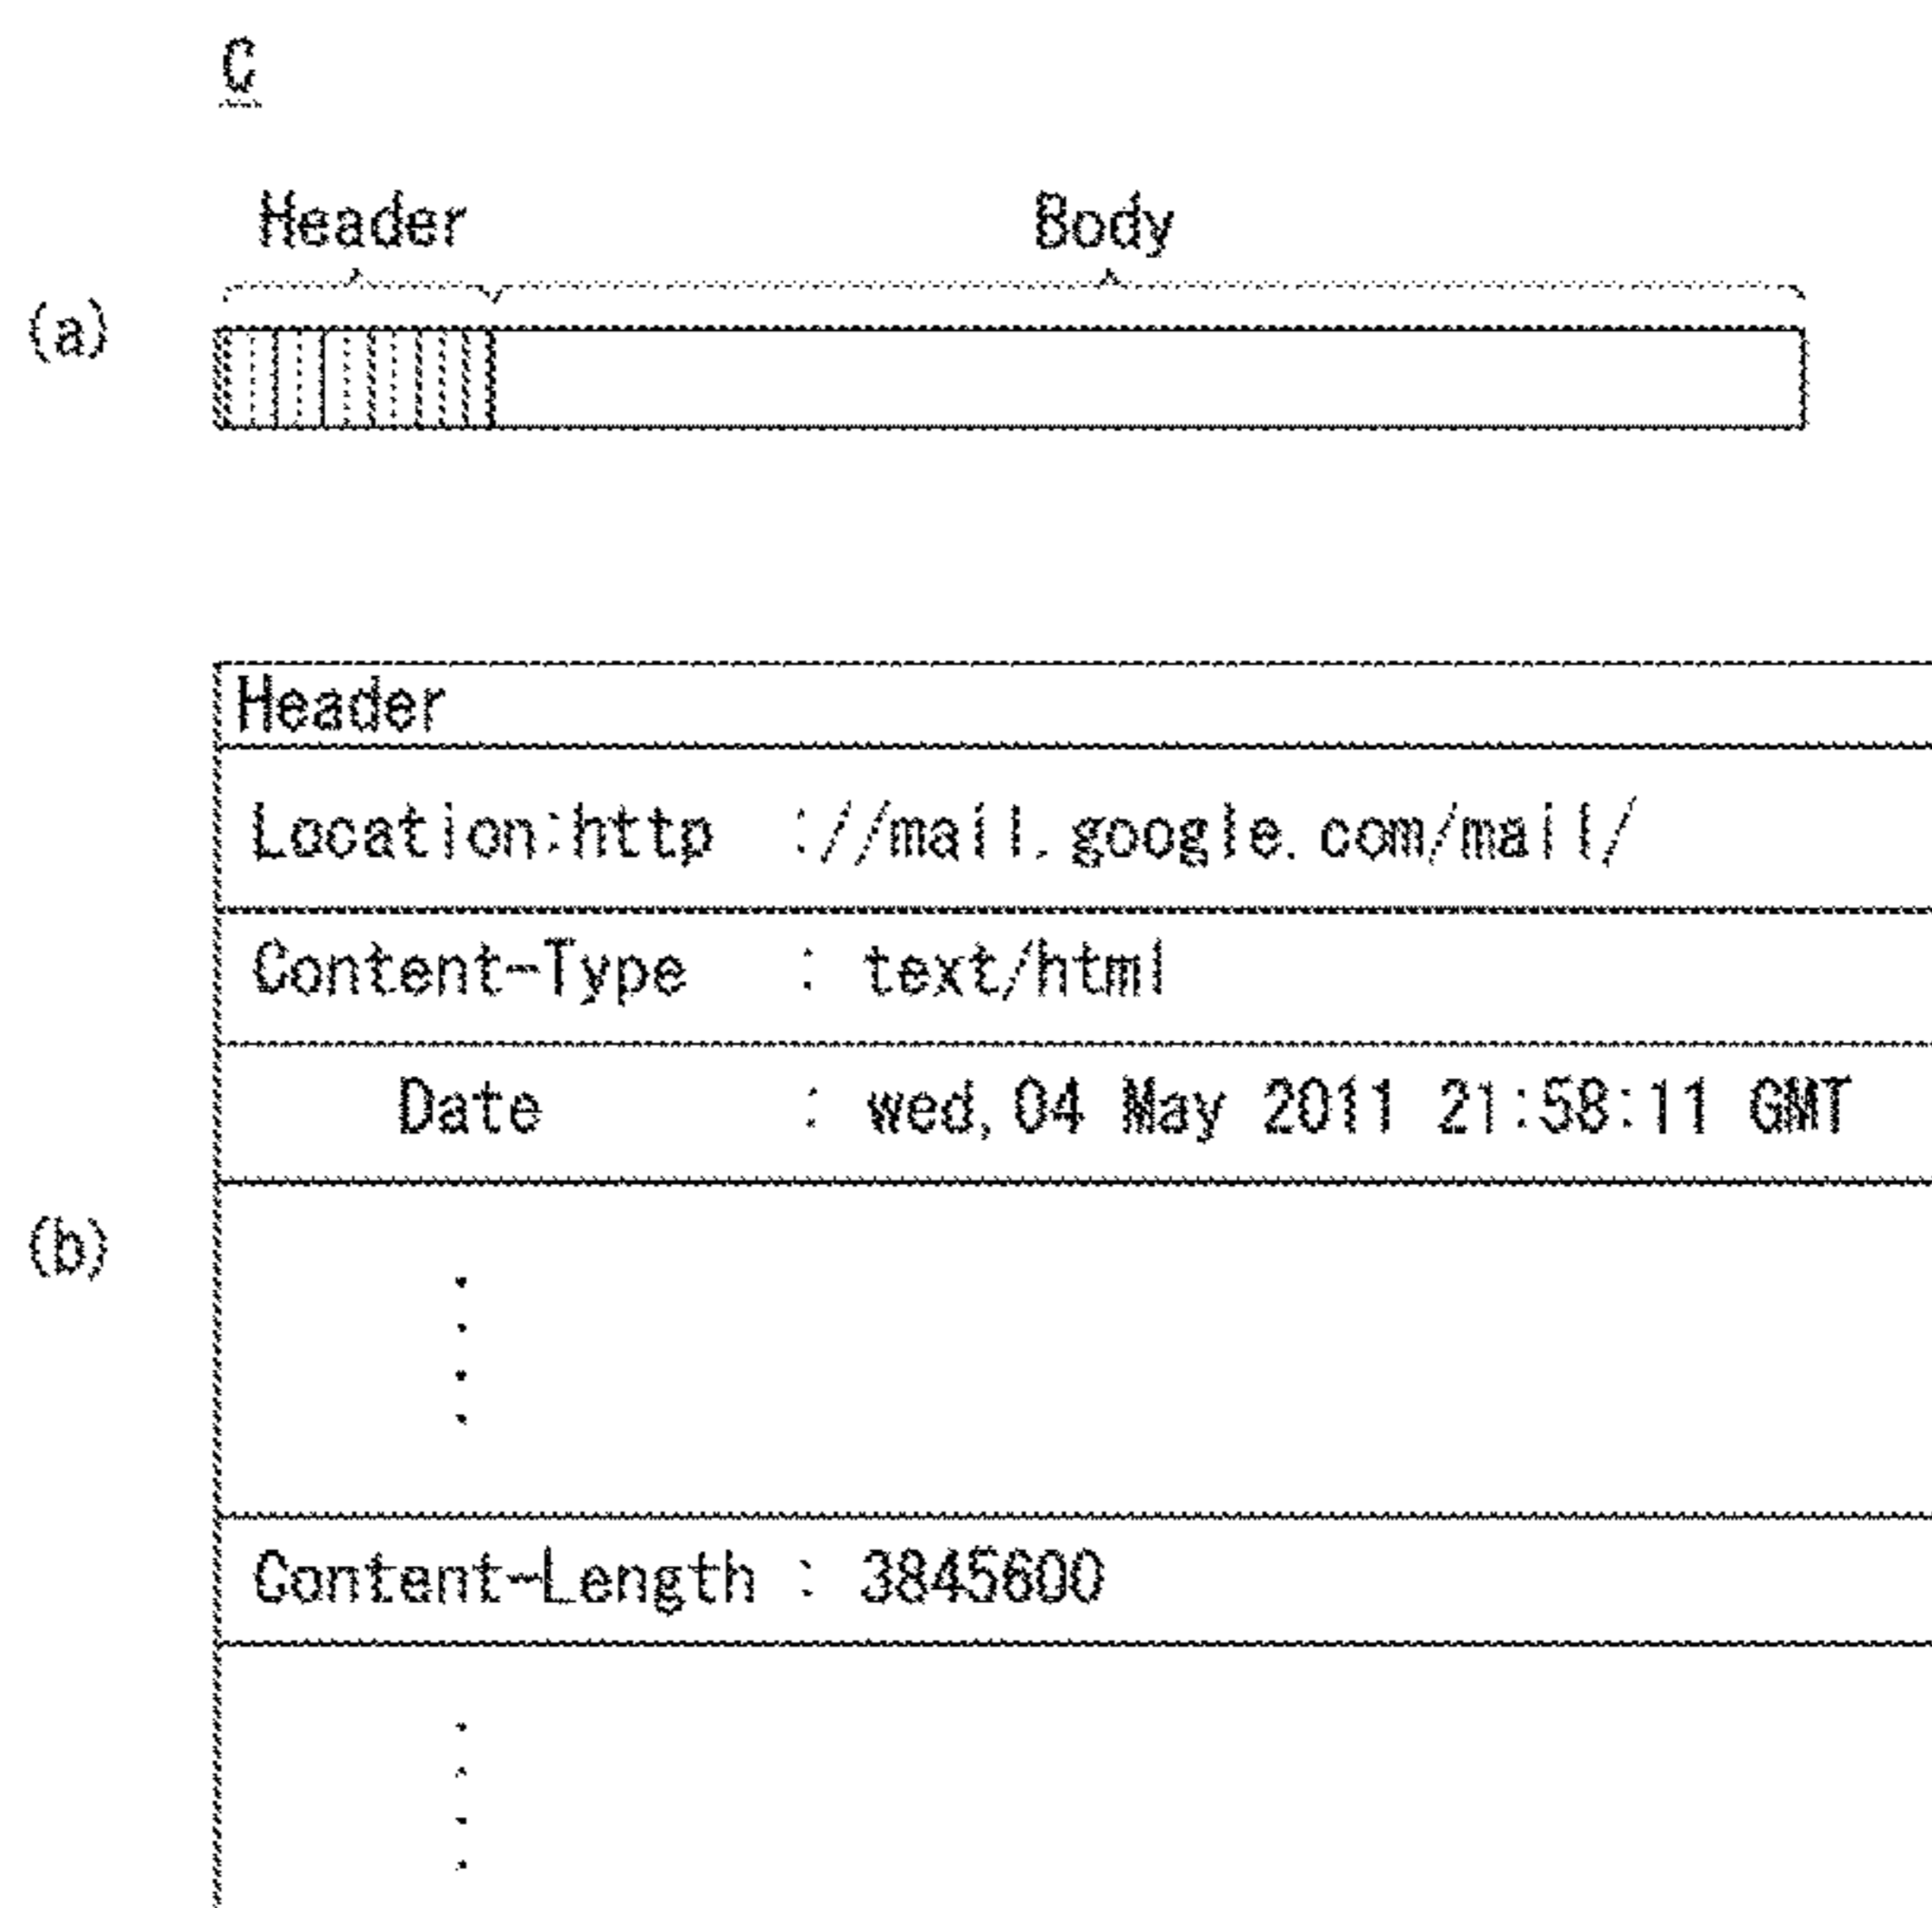 C
Header Body
(a)
Header
Location:http ://mail.google.com/mail/
Content-Type : text/html
Date : wed,04 May 2011 21:58:11 GMT
(b)
Content-Length : 3845600